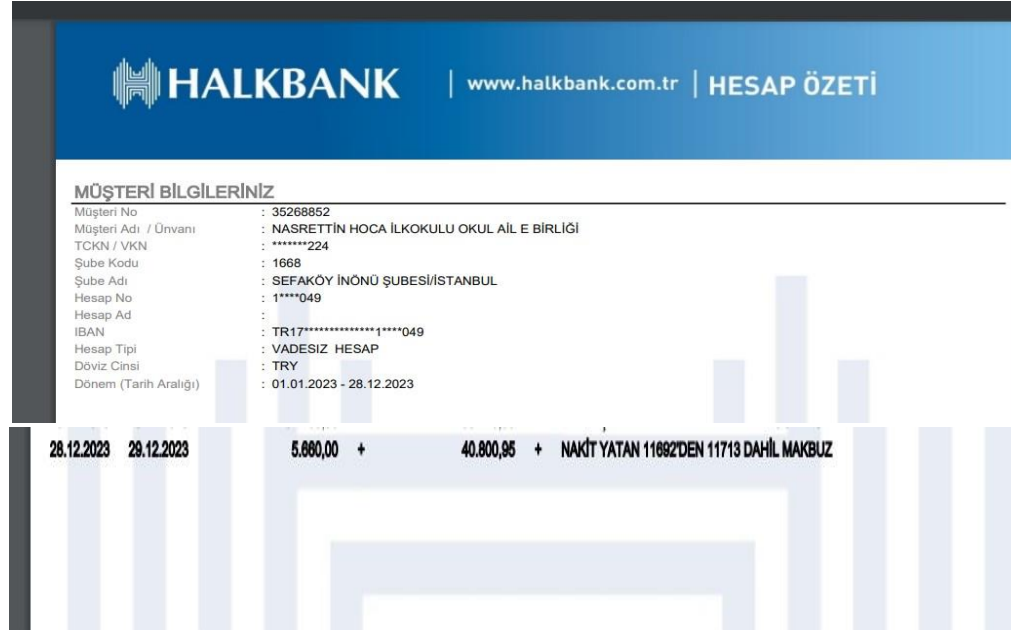 HALKBANK | www.halkbank.com.tr | HESAP ÖZETİ
MÜŞTERİ BİLGİLERİNİZ
Müşteri No : 35268852
Müşteri Adı / Ünvanı : NASRETTİN HOCA İLKOKULU OKUL AİL E BİRLİĞİ
TCKN / VKN : *******224
Şube Kodu : 1668
Şube Adı : SEFAKÖY İNÖNÜ ŞUBESİ/İSTANBUL
Hesap No : 1****049
Hesap Ad :
IBAN : TR17**************1****049
Hesap Tipi : VADESIZ HESAP
Döviz Cinsi : TRY
Dönem (Tarih Aralığı) : 01.01.2023 - 28.12.2023
28.12.2023 29.12.2023 5.660,00 + 40.800,95 + NAKİT YATAN 11692'DEN 11713 DAHİL MAKBUZ